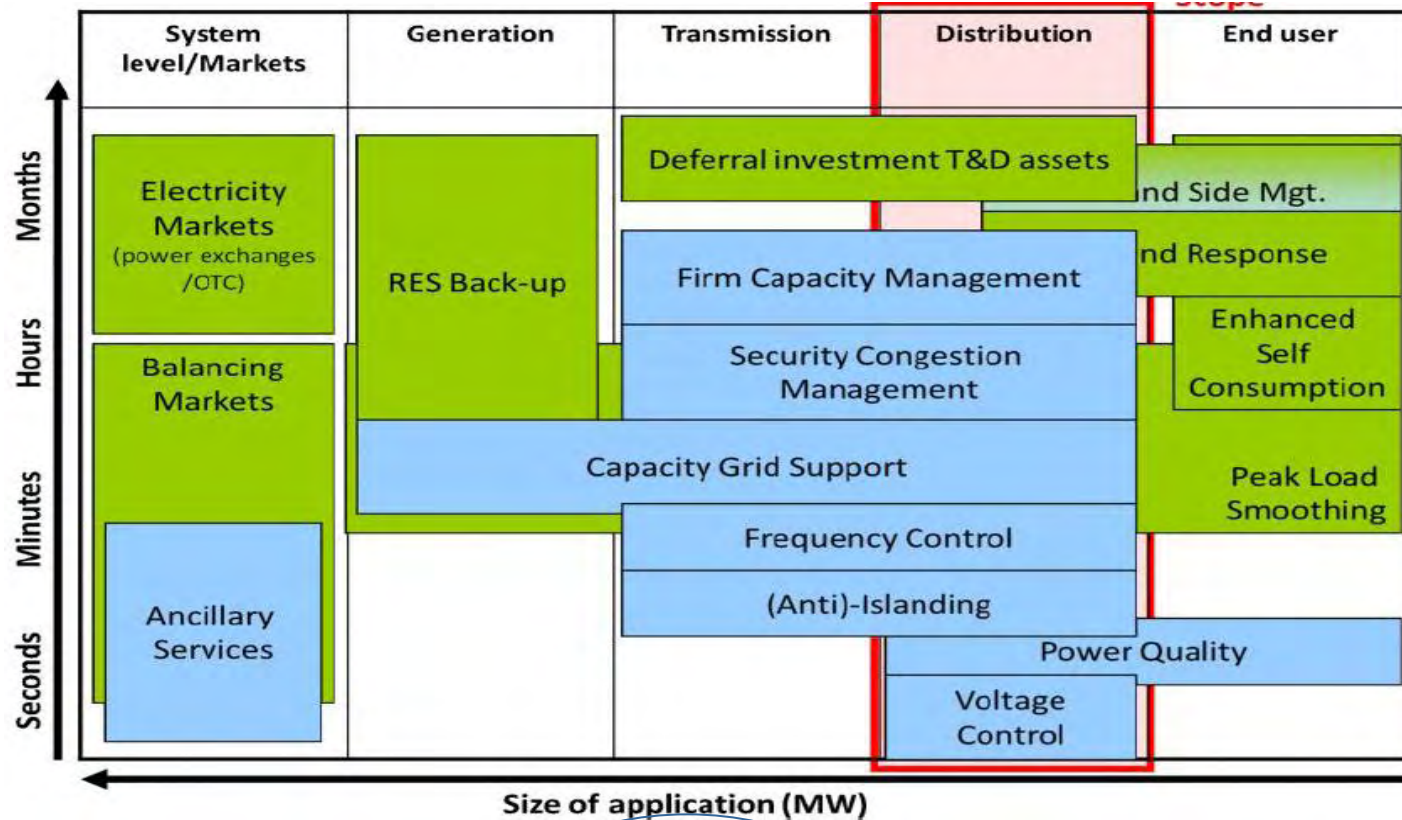 Scope
System
level/Markets
Generation
Transmission
Distribution
End user
Months
Hours
Minutes
Seconds
Electricity
Markets
(power exchanges
/OTC)
Balancing
Markets
Ancillary
Services
RES Back-up
Deferral investment T&D assets
Firm Capacity Management
Security Congestion
Management
Capacity Grid Support
Frequency Control
(Anti)-Islanding
nd Side Mgt.
nd Response
Enhanced
Self
Consumption
Peak Load
Smoothing
Power Quality
Voltage
Control
Size of application (MW)